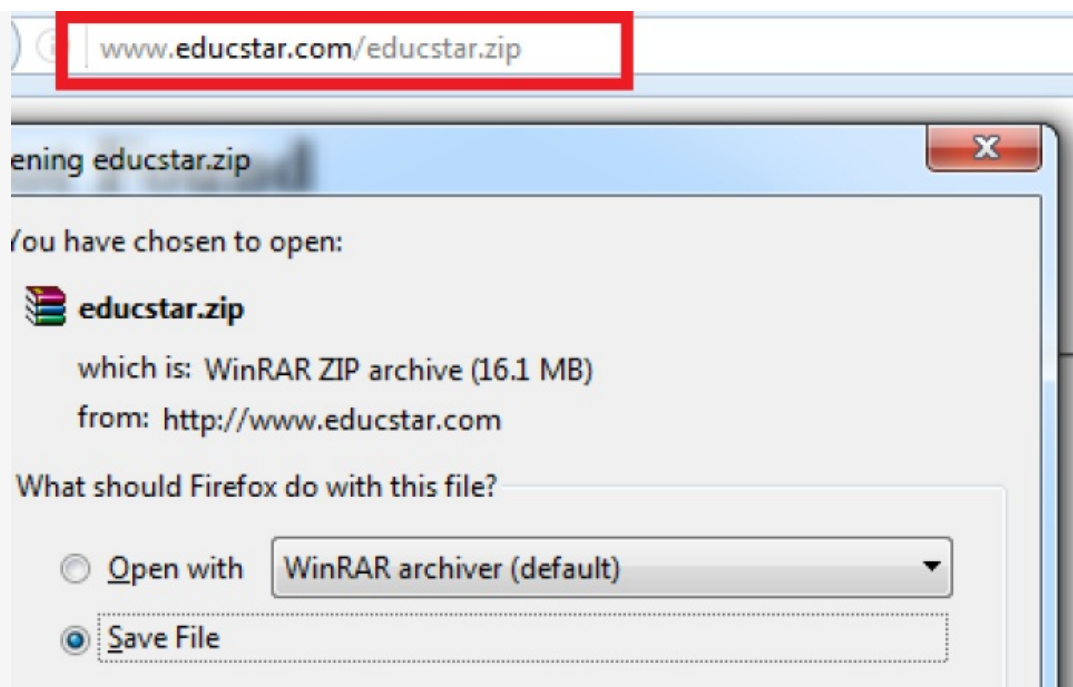 www.educstar.com/educstar.zip
ening educstar.zip
You have chosen to open:
educstar.zip
which is: WinRAR ZIP archive (16.1 MB)
from: http://www.educstar.com
What should Firefox do with this file?
Open with WinRAR archiver (default)
Save File